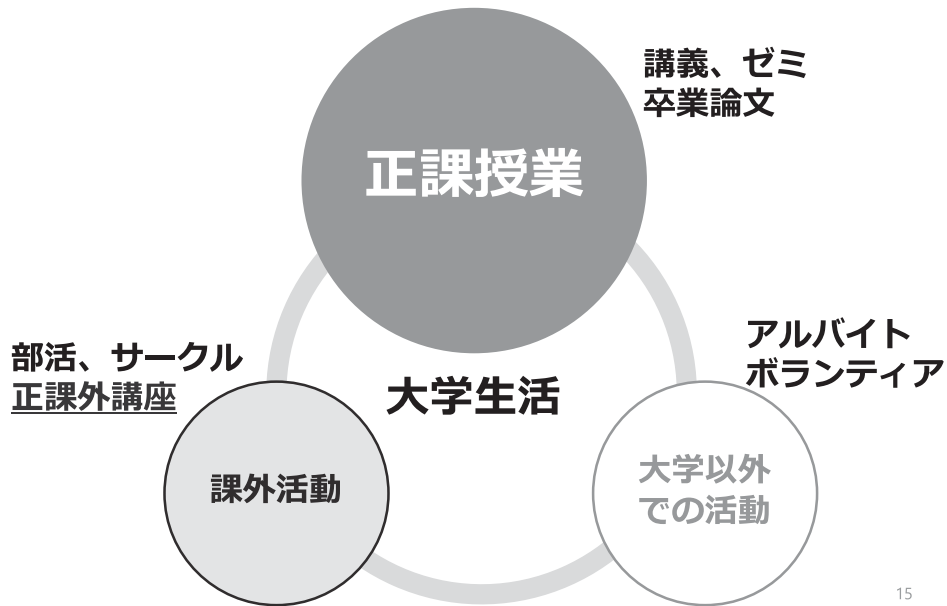 講義、ゼミ
卒業論文
正課授業
アルバイト
ボランティア
部活、サークル
正課外講座
大学生活
課外活動
大学以外
での活動
15